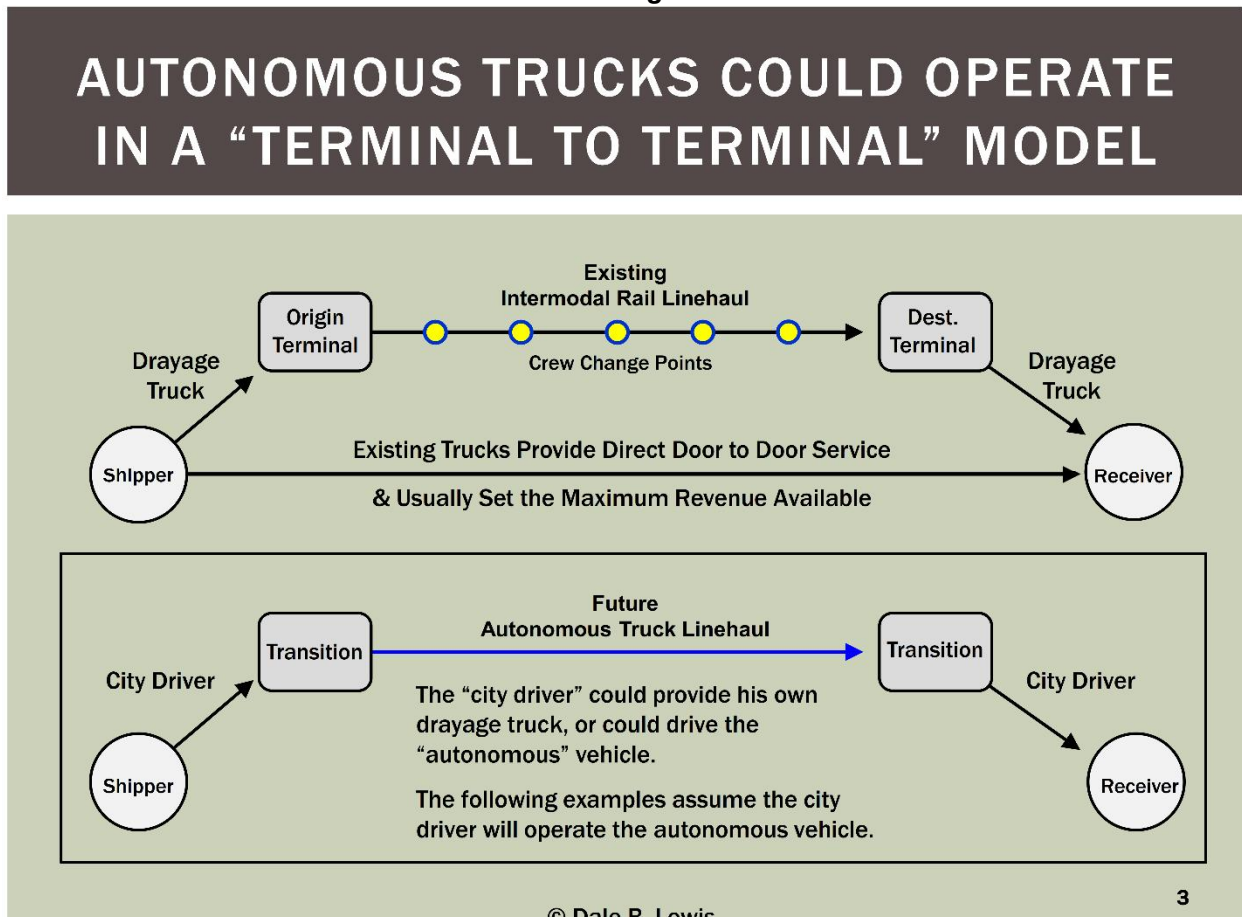 AUTONOMOUS TRUCKS COULD OPERATE
IN A “TERMINAL TO TERMINAL” MODEL
Existing
Intermodal Rail Linehaul
Origin
Terminal
Dest.
Terminal
Crew Change Points
Drayage
Truck
Drayage
Truck
Shipper
Existing Trucks Provide Direct Door to Door Service
& Usually Set the Maximum Revenue Available
Receiver
Future
Autonomous Truck Linehaul
Transition
Transition
City Driver
City Driver
The “city driver” could provide his own
drayage truck, or could drive the
“autonomous” vehicle.
Shipper
Receiver
The following examples assume the city
driver will operate the autonomous vehicle.
3